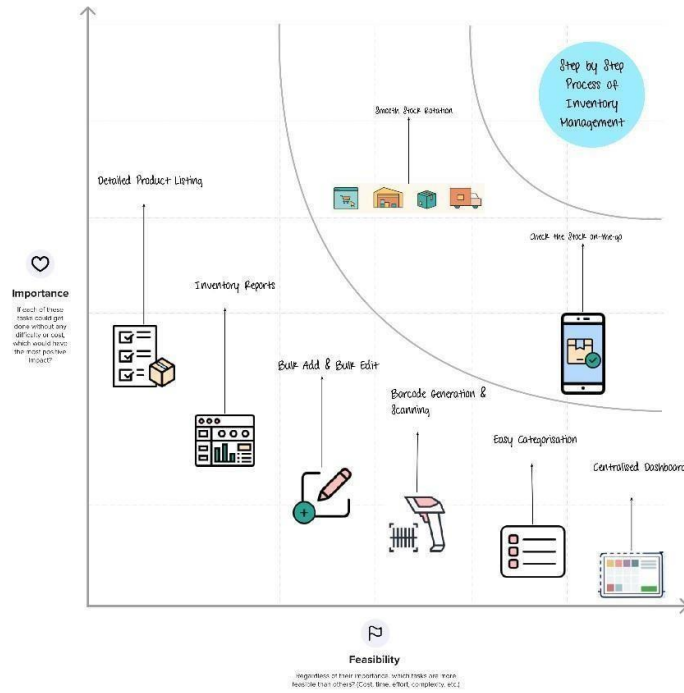 Step by Step
Process of
Inventory
Management
Smooth Stock Rotation
Detailed Product Listing
Check the Stock on-the-go
Importance
If each of these
tasks could get
done without any
difficulty or cost,
which would have
the most positive
impact?
Inventory Reports
Bulk Add & Bulk Edit
Barcode Generation &
Scanning
Easy Categorisation
Centralised Dashboard
Feasibility
Regardless of their importance, which tasks are more
feasible than others? (Cost, time, effort, complexity, etc.)